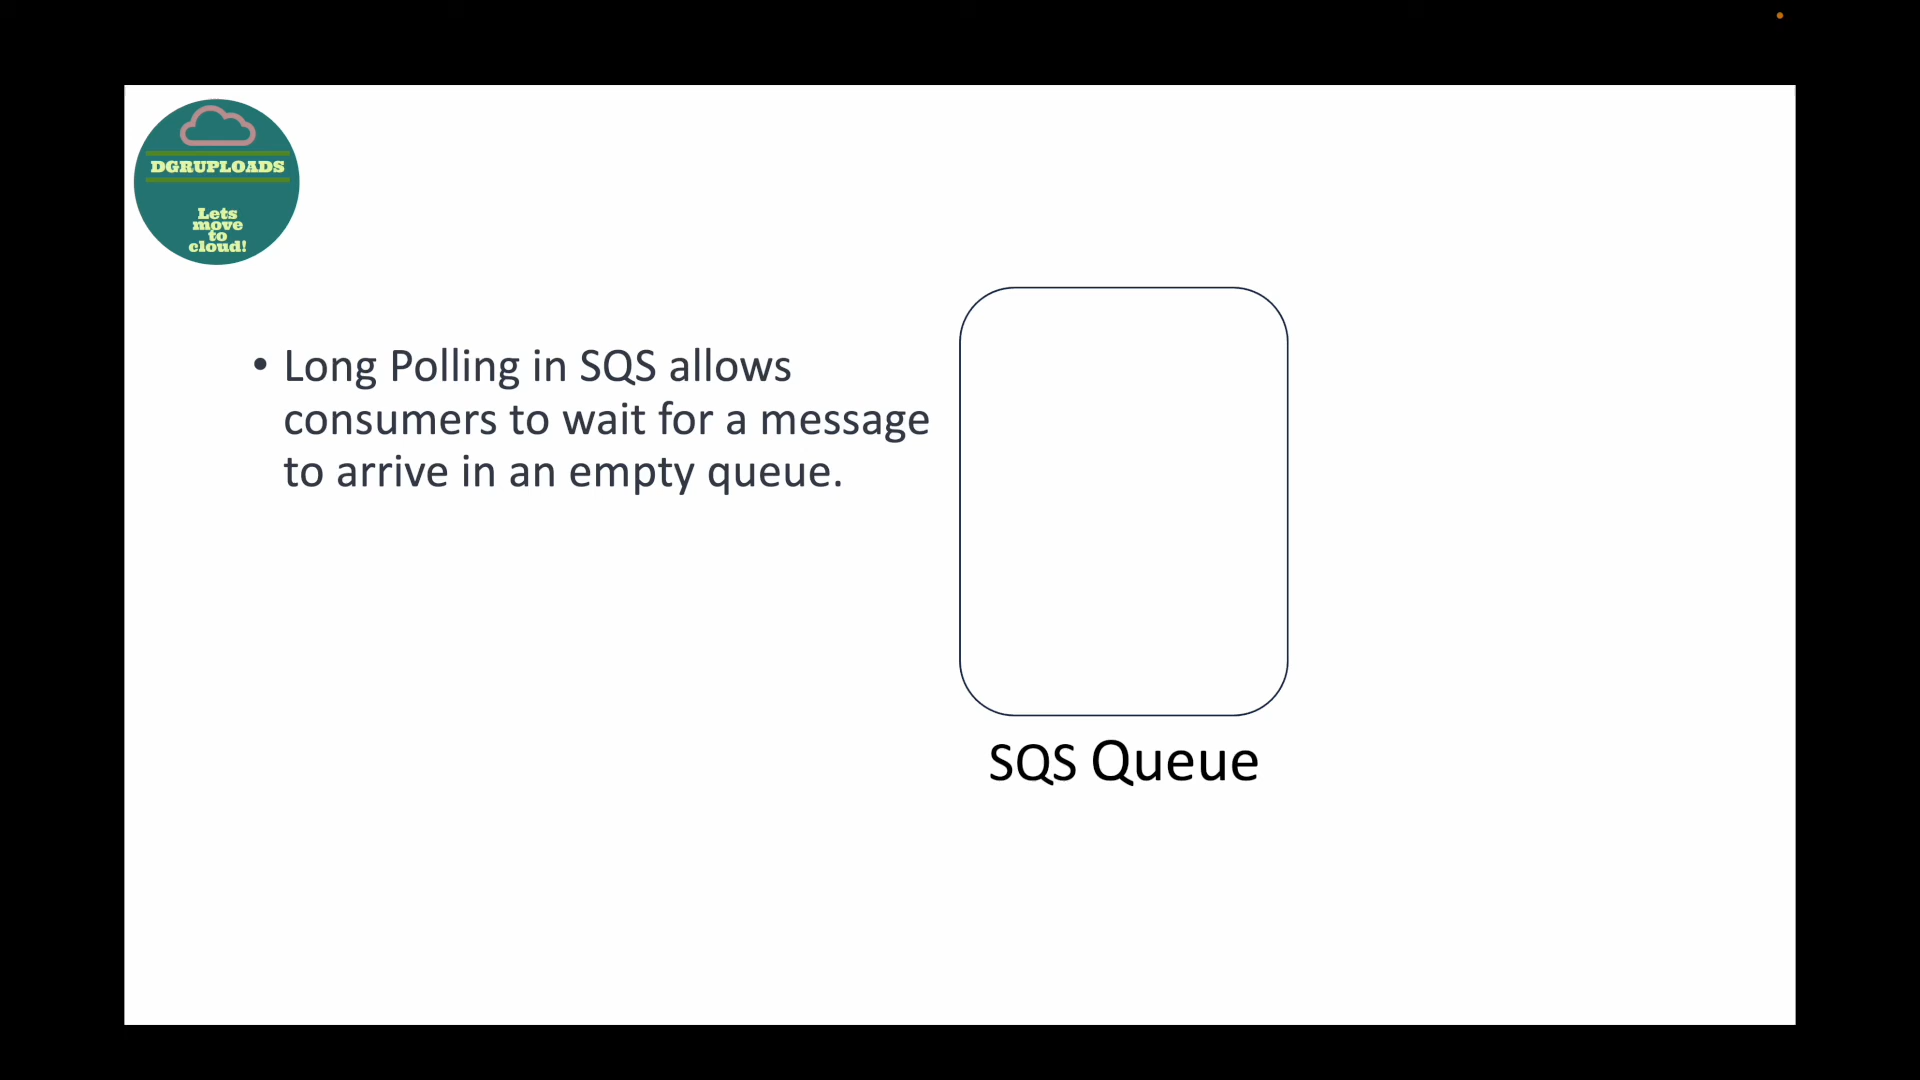 DGRUPLOADS
Lets
move
to
cloud!
• Long Polling in SQS allows
consumers to wait for a message
to arrive in an empty queue.
SQS Queue